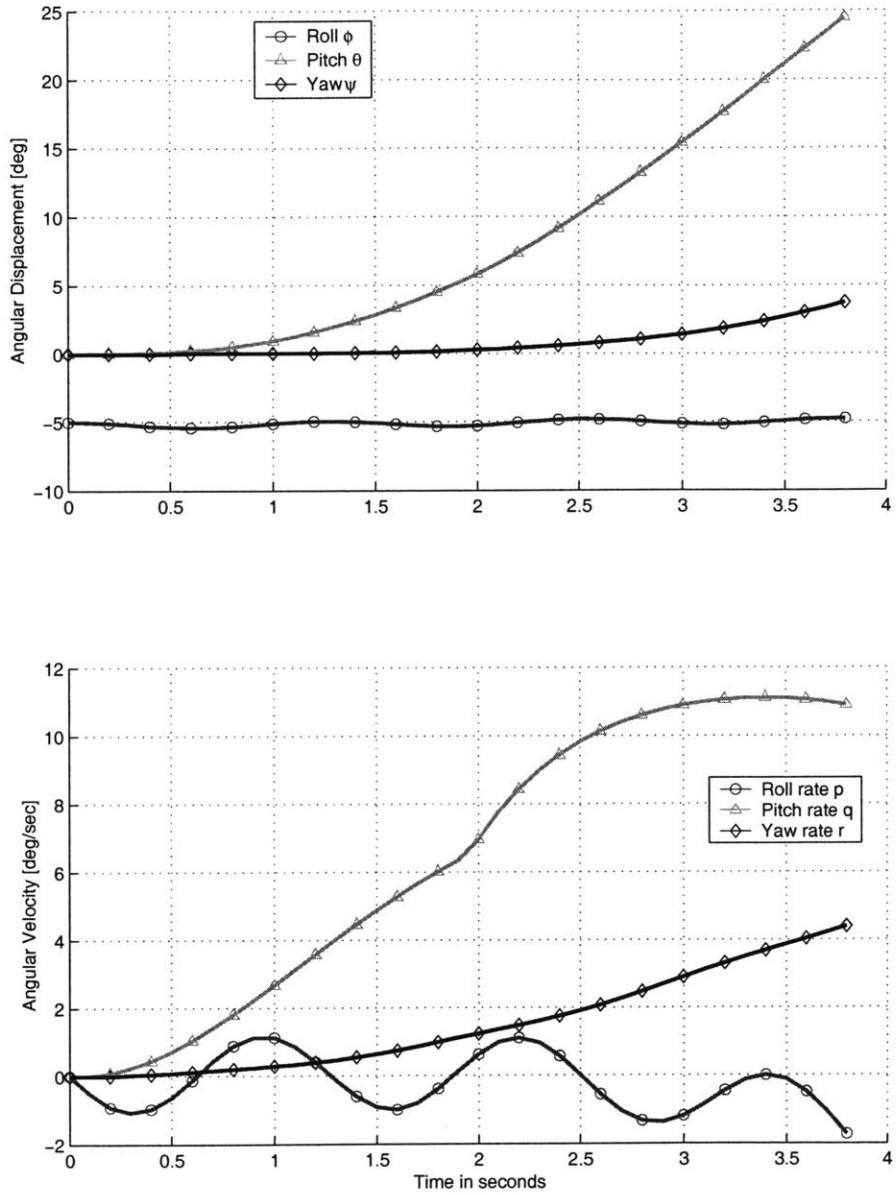 25
20
15
10
5
0
−5
−10
Angular Displacement [deg]
Roll ϕ
Pitch θ
Yaw ψ
0 0.5 1 1.5 2 2.5 3 3.5 4
12
10
8
6
4
2
0
−2
Angular Velocity [deg/sec]
Roll rate p
Pitch rate q
Yaw rate r
0 0.5 1 1.5 2 2.5 3 3.5 4
Time in seconds